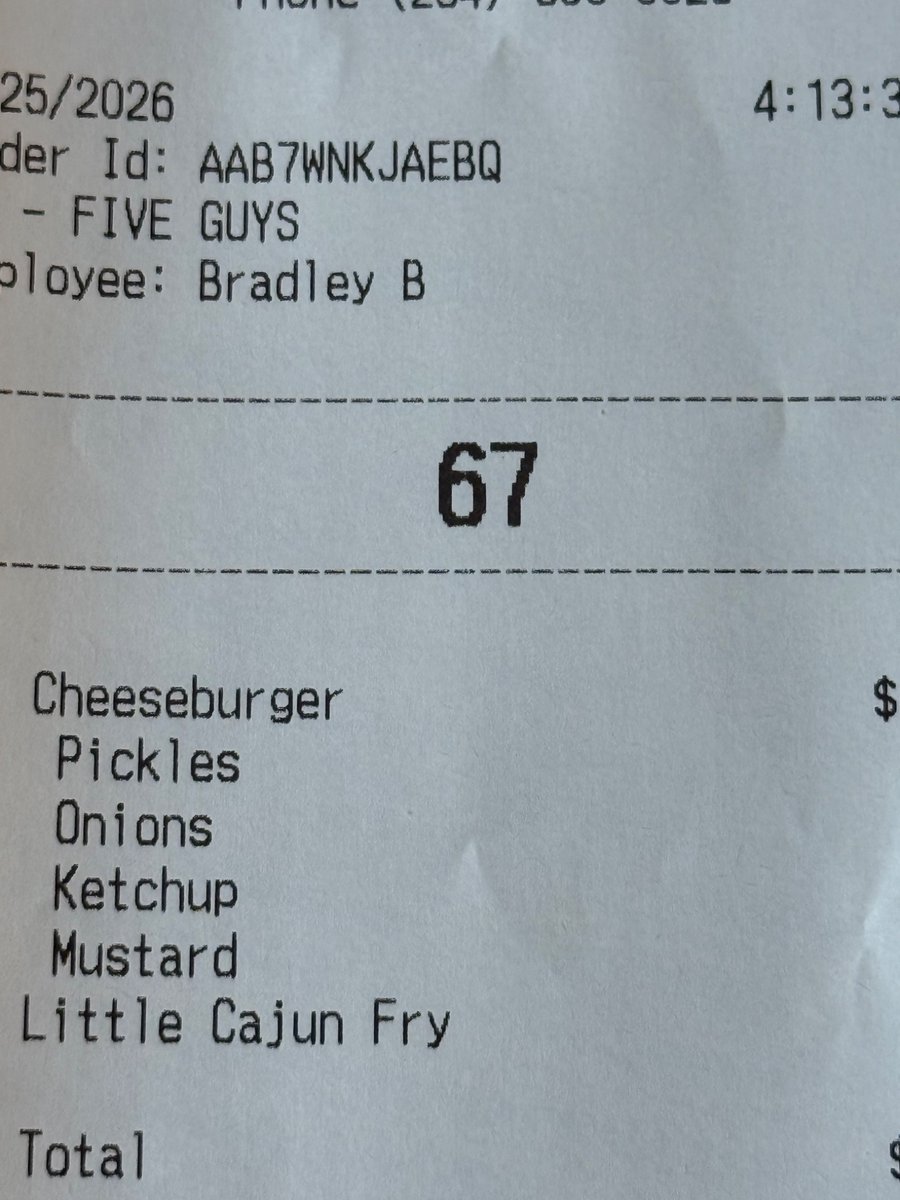 25/2026 4:13:3
der Id: AAB7WNKJAEBQ
- FIVE GUYS
ployee: Bradley B
67
Cheeseburger $
Pickles
Onions
Ketchup
Mustard
Little Cajun Fry
Total $